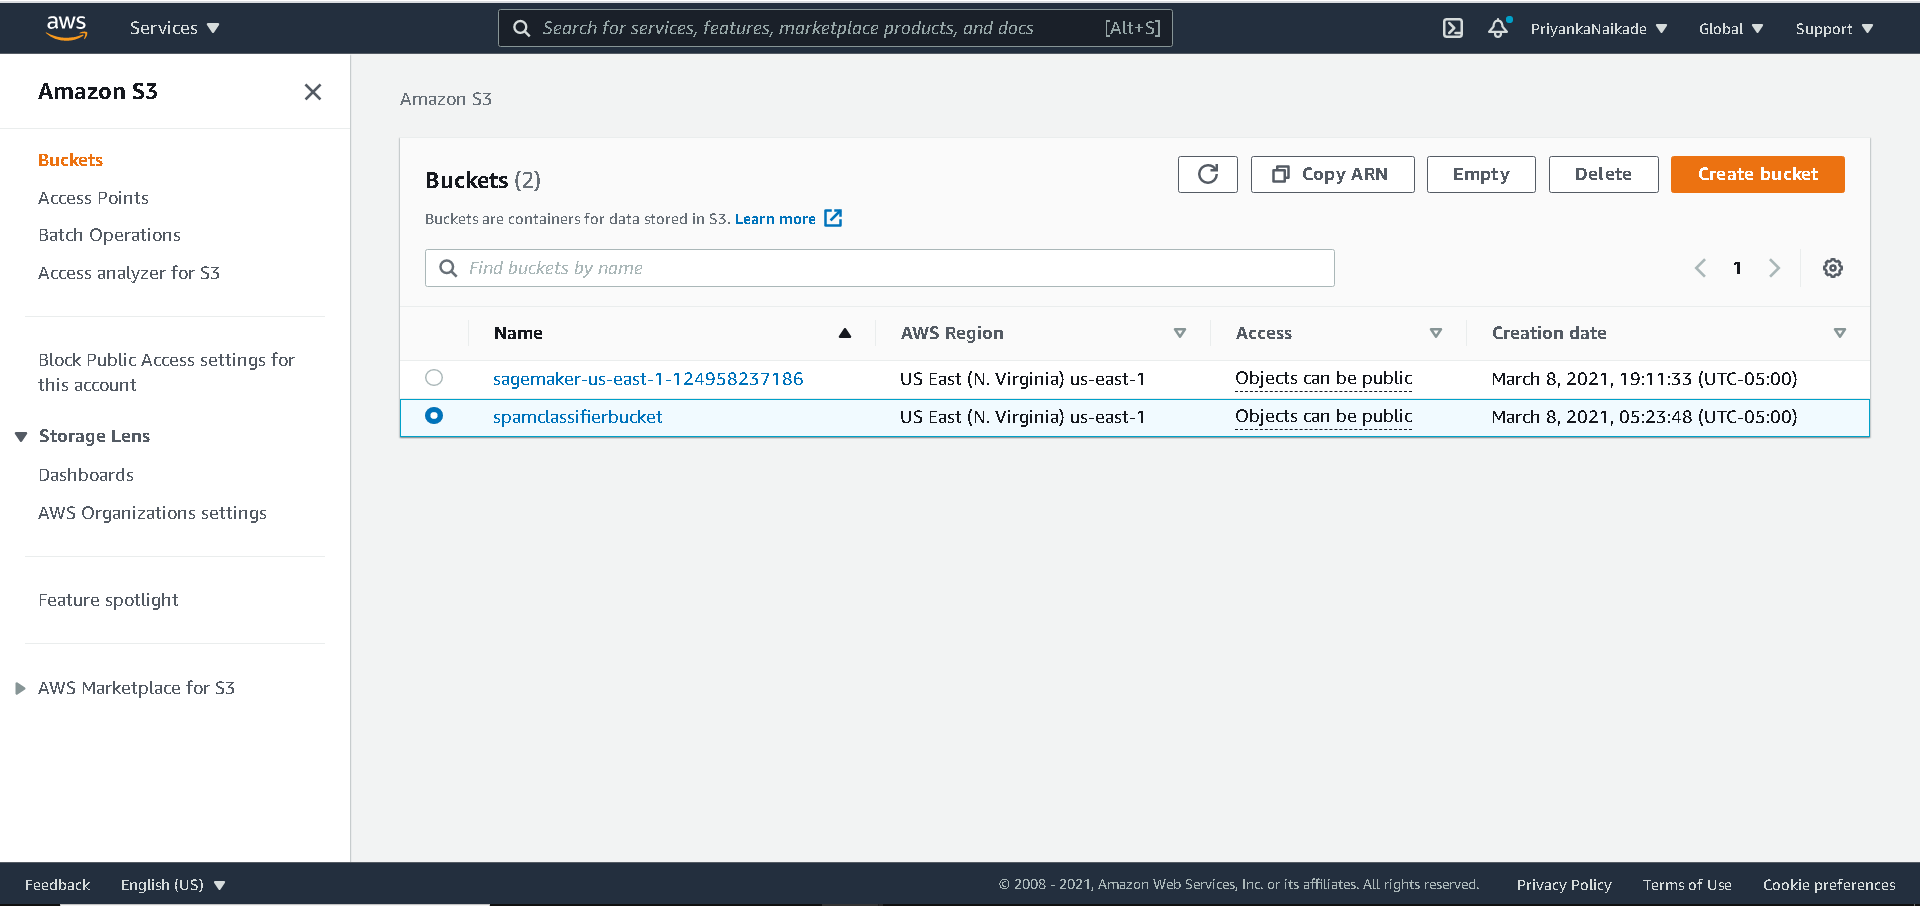 aws Services Search for services, features, marketplace products, and docs [Alt+S] PriyankaNaikade Global Support
Amazon S3
Buckets
Access Points
Batch Operations
Access analyzer for S3
Block Public Access settings for
this account
Storage Lens
Dashboards
AWS Organizations settings
Feature spotlight
AWS Marketplace for S3
Amazon S3
Buckets (2)
Copy ARN Empty Delete Create bucket
Buckets are containers for data stored in S3. Learn more
Find buckets by name
1
Name AWS Region Access Creation date
sagemaker-us-east-1-124958237186 US East (N. Virginia) us-east-1 Objects can be public March 8, 2021, 19:11:33 (UTC-05:00)
spamclassifierbucket US East (N. Virginia) us-east-1 Objects can be public March 8, 2021, 05:23:48 (UTC-05:00)
Feedback English (US) © 2008 - 2021, Amazon Web Services, Inc. or its affiliates. All rights reserved. Privacy Policy Terms of Use Cookie preferences